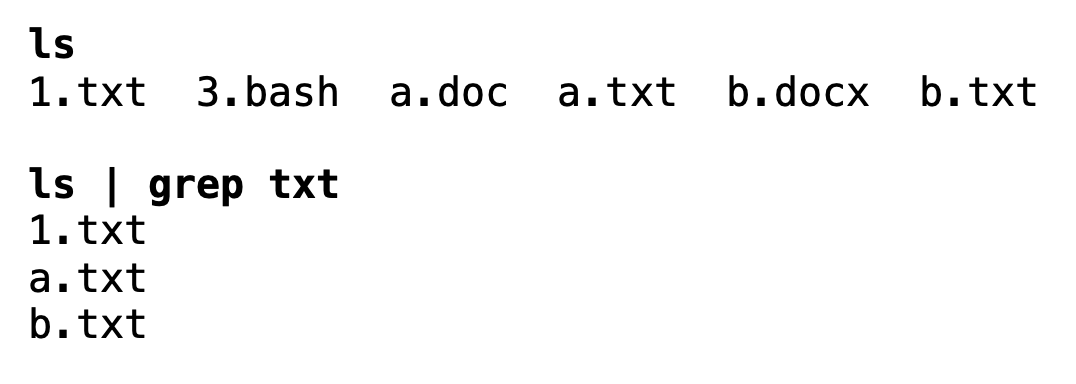 ls
1.txt  3.bash  a.doc  a.txt  b.docx  b.txt
ls | grep txt
1.txt
a.txt
b.txt